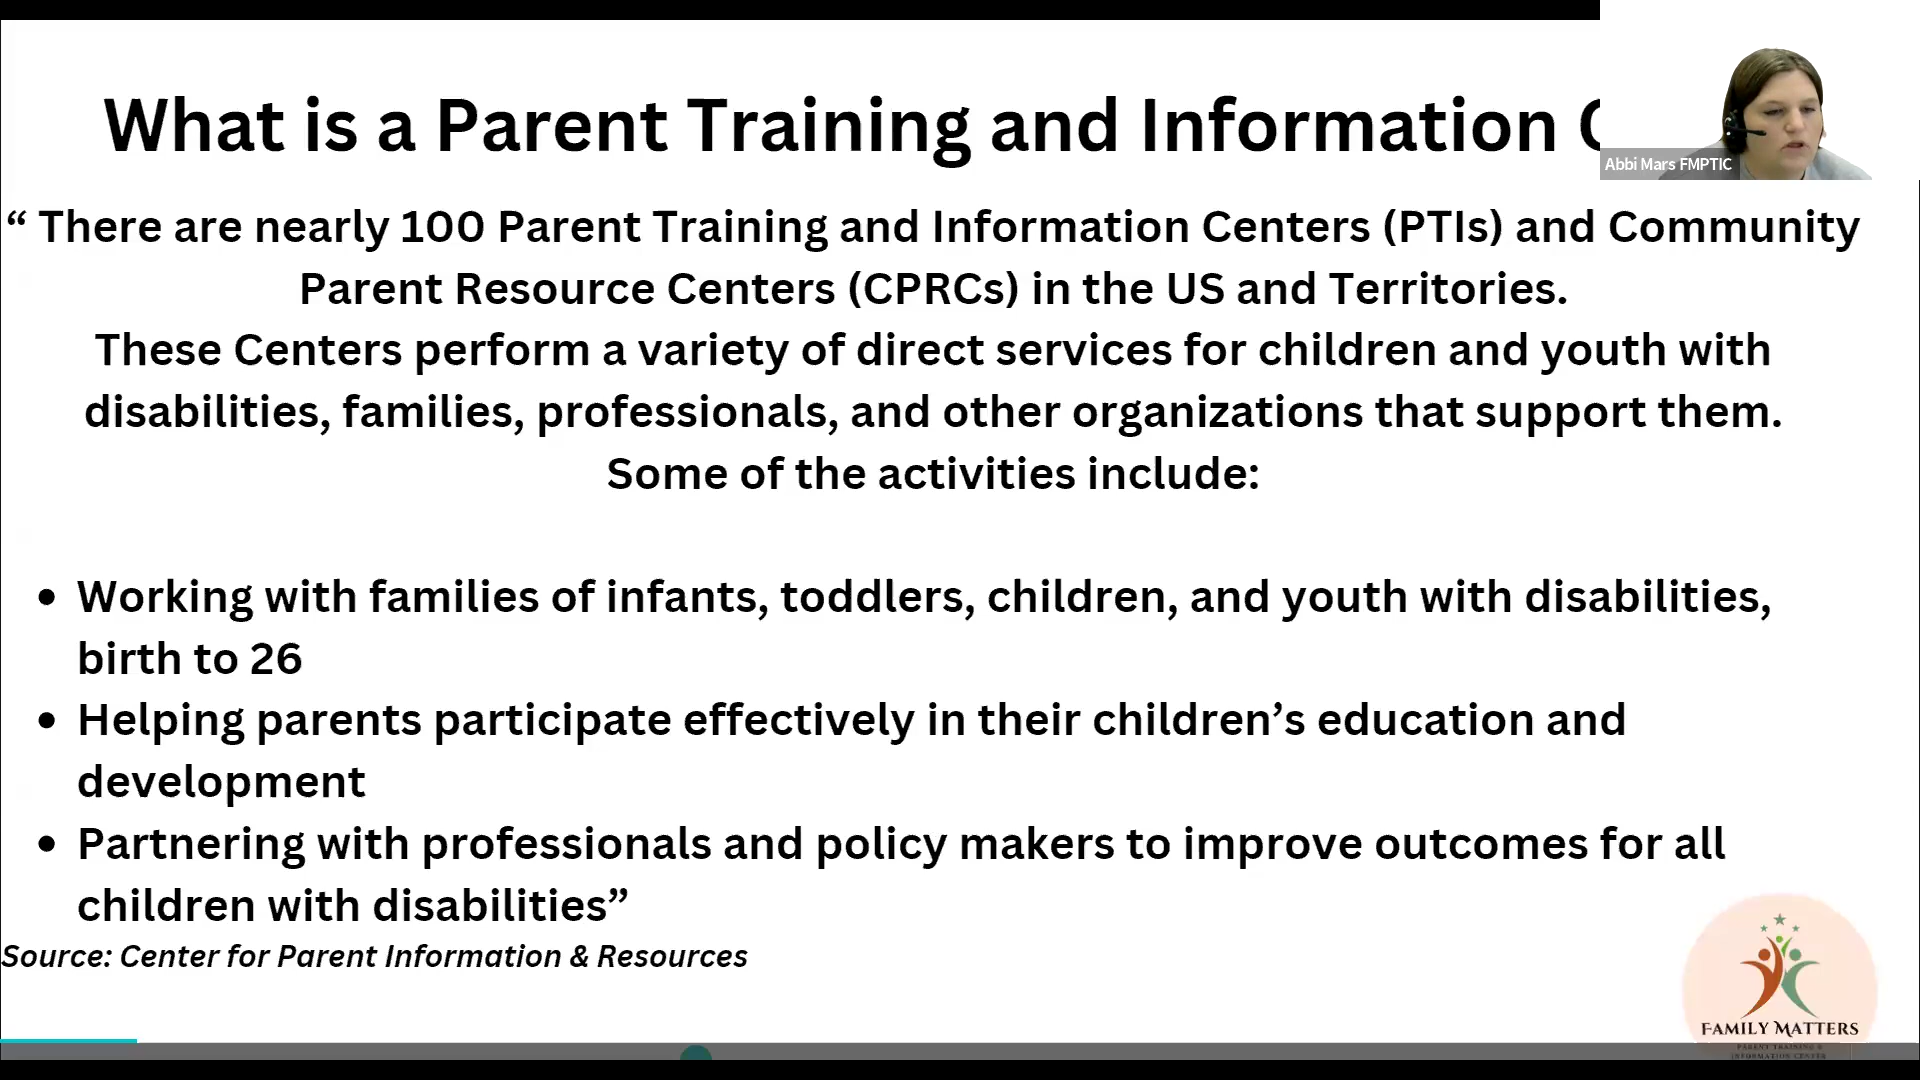 What is a Parent Training and Information C
Abbi Mars FMPTIC
“ There are nearly 100 Parent Training and Information Centers (PTIs) and Community
Parent Resource Centers (CPRCs) in the US and Territories.
These Centers perform a variety of direct services for children and youth with
disabilities, families, professionals, and other organizations that support them.
Some of the activities include:
• Working with families of infants, toddlers, children, and youth with disabilities,
birth to 26
• Helping parents participate effectively in their children’s education and
development
• Partnering with professionals and policy makers to improve outcomes for all
children with disabilities”
Source: Center for Parent Information & Resources
FAMILY MATTERS
PARENT TRAINING &
INFORMATION CENTER